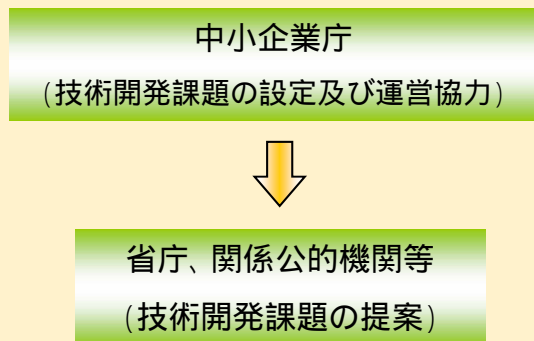 中小企業庁
(技術開発課題の設定及び運営協力)
省庁、関係公的機関等
(技術開発課題の提案)